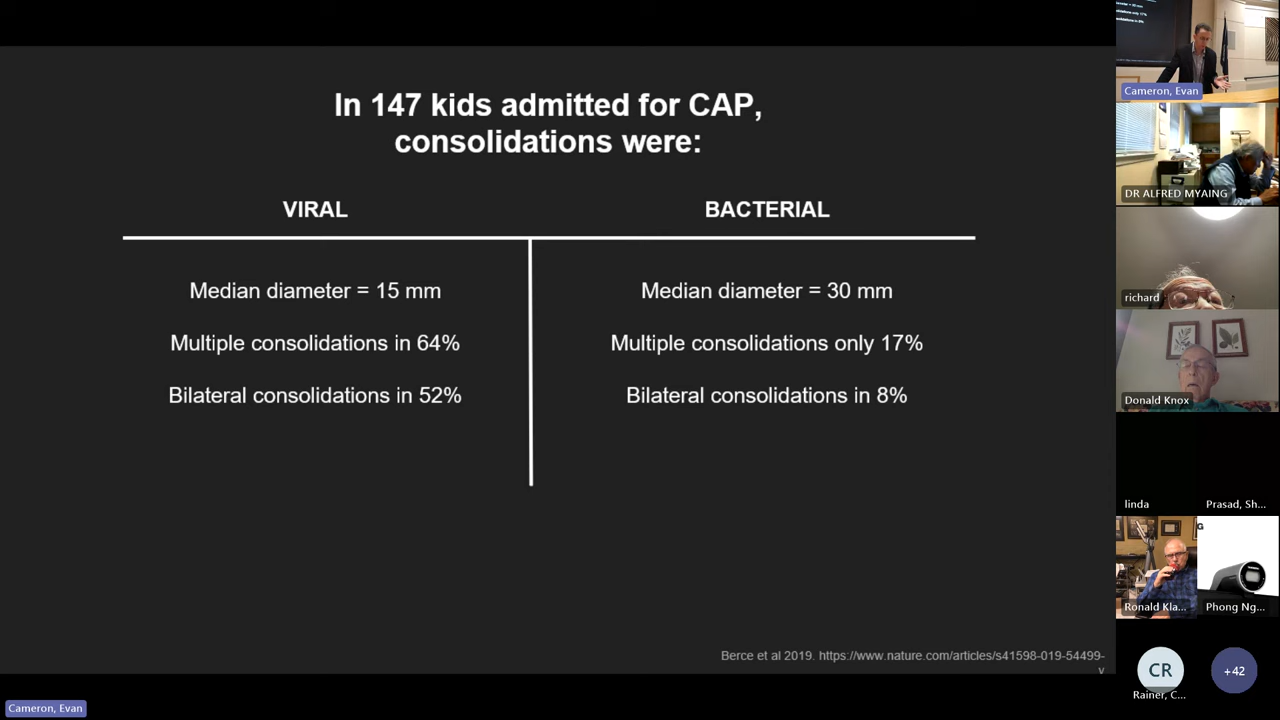 In 147 kids admitted for CAP,
consolidations were:
VIRAL
BACTERIAL
Median diameter = 15 mm
Median diameter = 30 mm
Multiple consolidations in 64%
Multiple consolidations only 17%
Bilateral consolidations in 52%
Bilateral consolidations in 8%
Berce et al 2019. https://www.nature.com/articles/s41598-019-54499-
v
Cameron, Evan
Cameron, Evan
DR ALFRED MYAING
richard
Donald Knox
linda
Prasad, Sh...
G
Ronald Kla...
Phong Ng...
CR
Rainer, C...
+42